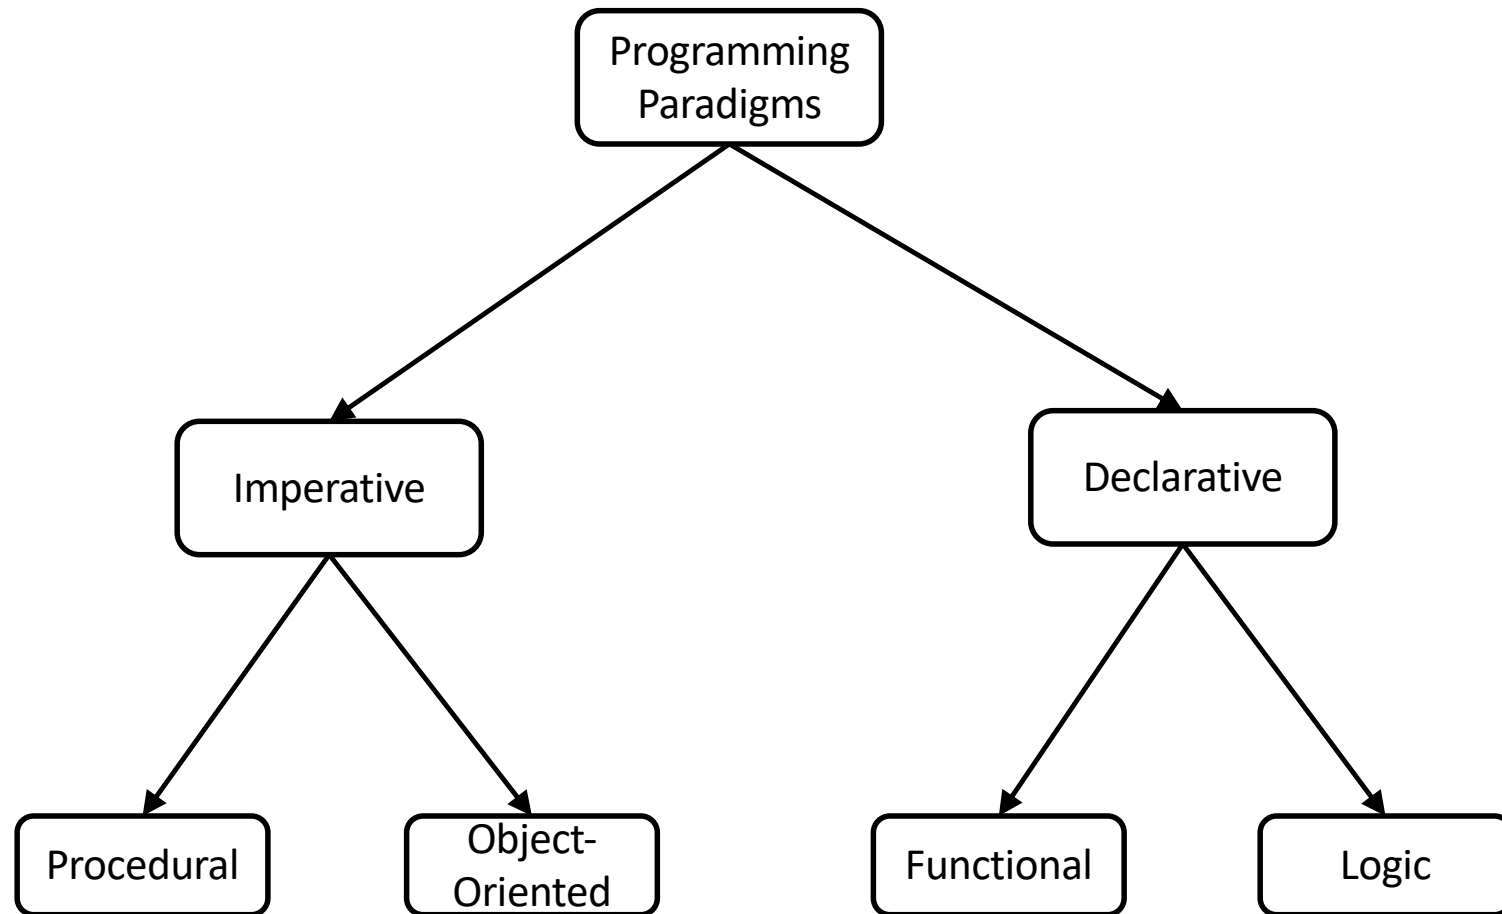 Programming
Paradigms
Imperative
Declarative
Procedural
Object-
Oriented
Functional
Logic